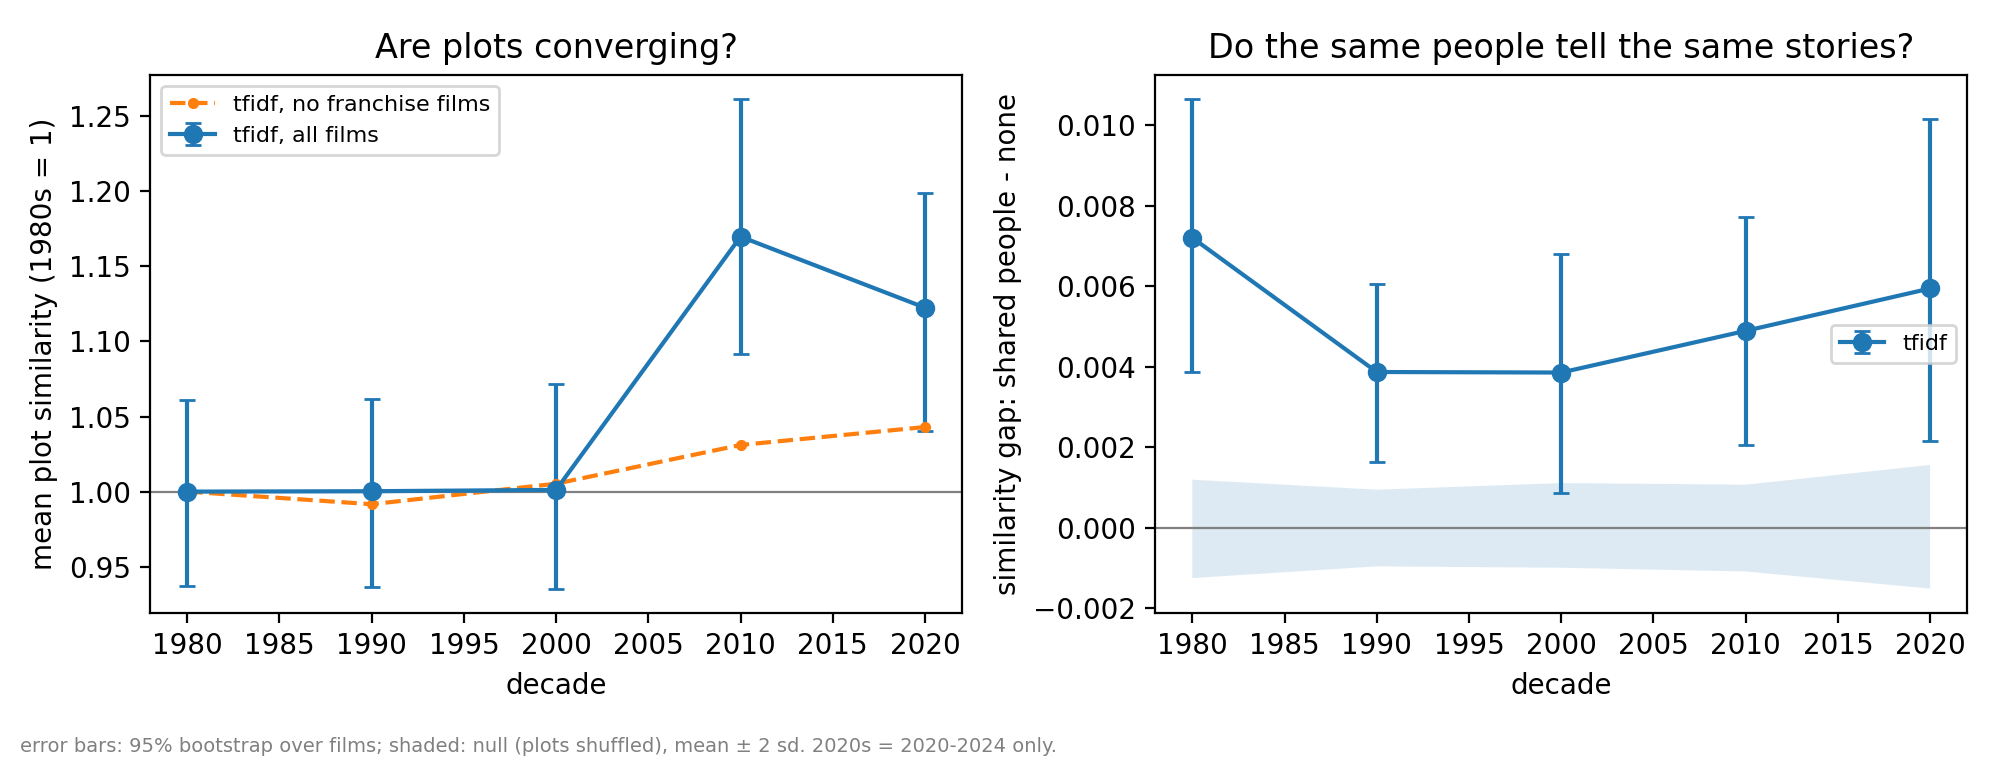 Are plots converging?
mean plot similarity (1980s = 1)
1.25
1.20
1.15
1.10
1.05
1.00
0.95
tfidf, no franchise films
tfidf, all films
1980 1985 1990 1995 2000 2005 2010 2015 2020
decade
Do the same people tell the same stories?
similarity gap: shared people - none
0.010
0.008
0.006
0.004
0.002
0.000
−0.002
tfidf
1980 1985 1990 1995 2000 2005 2010 2015 2020
decade
error bars: 95% bootstrap over films; shaded: null (plots shuffled), mean ± 2 sd. 2020s = 2020-2024 only.